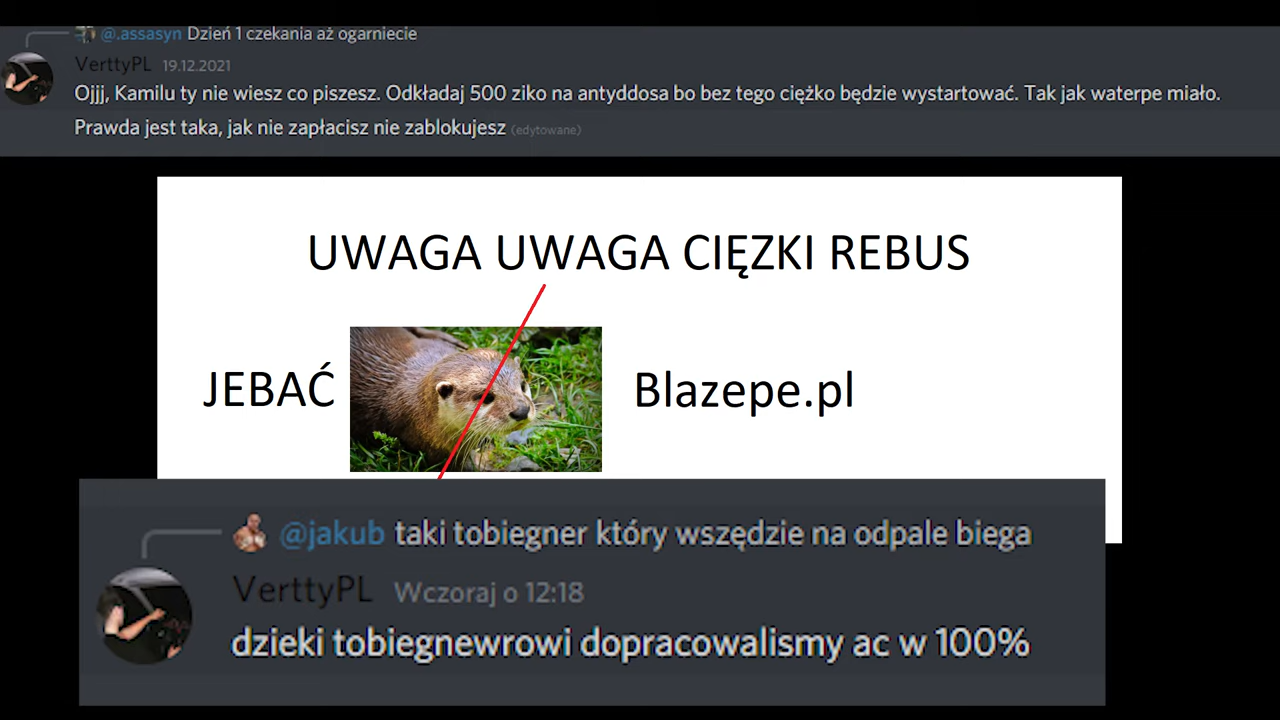 @.assasyn Dzień 1 czekania aż ogarniecie
VerttyPL 19.12.2021
Ojjj, Kamilu ty nie wiesz co piszesz. Odkładaj 500 ziko na antyddosa bo bez tego ciężko będzie wystartować. Tak jak waterpe miało.
Prawda jest taka, jak nie zapłacisz nie zablokujesz (edytowane)
UWAGA UWAGA CIĘZKI REBUS
JEBAĆ Blazepe.pl
@jakub taki tobiegner który wszędzie na odpale biega
VerttyPL Wczoraj o 12:18
dzieki tobiegnewrowi dopracowalismy ac w 100%